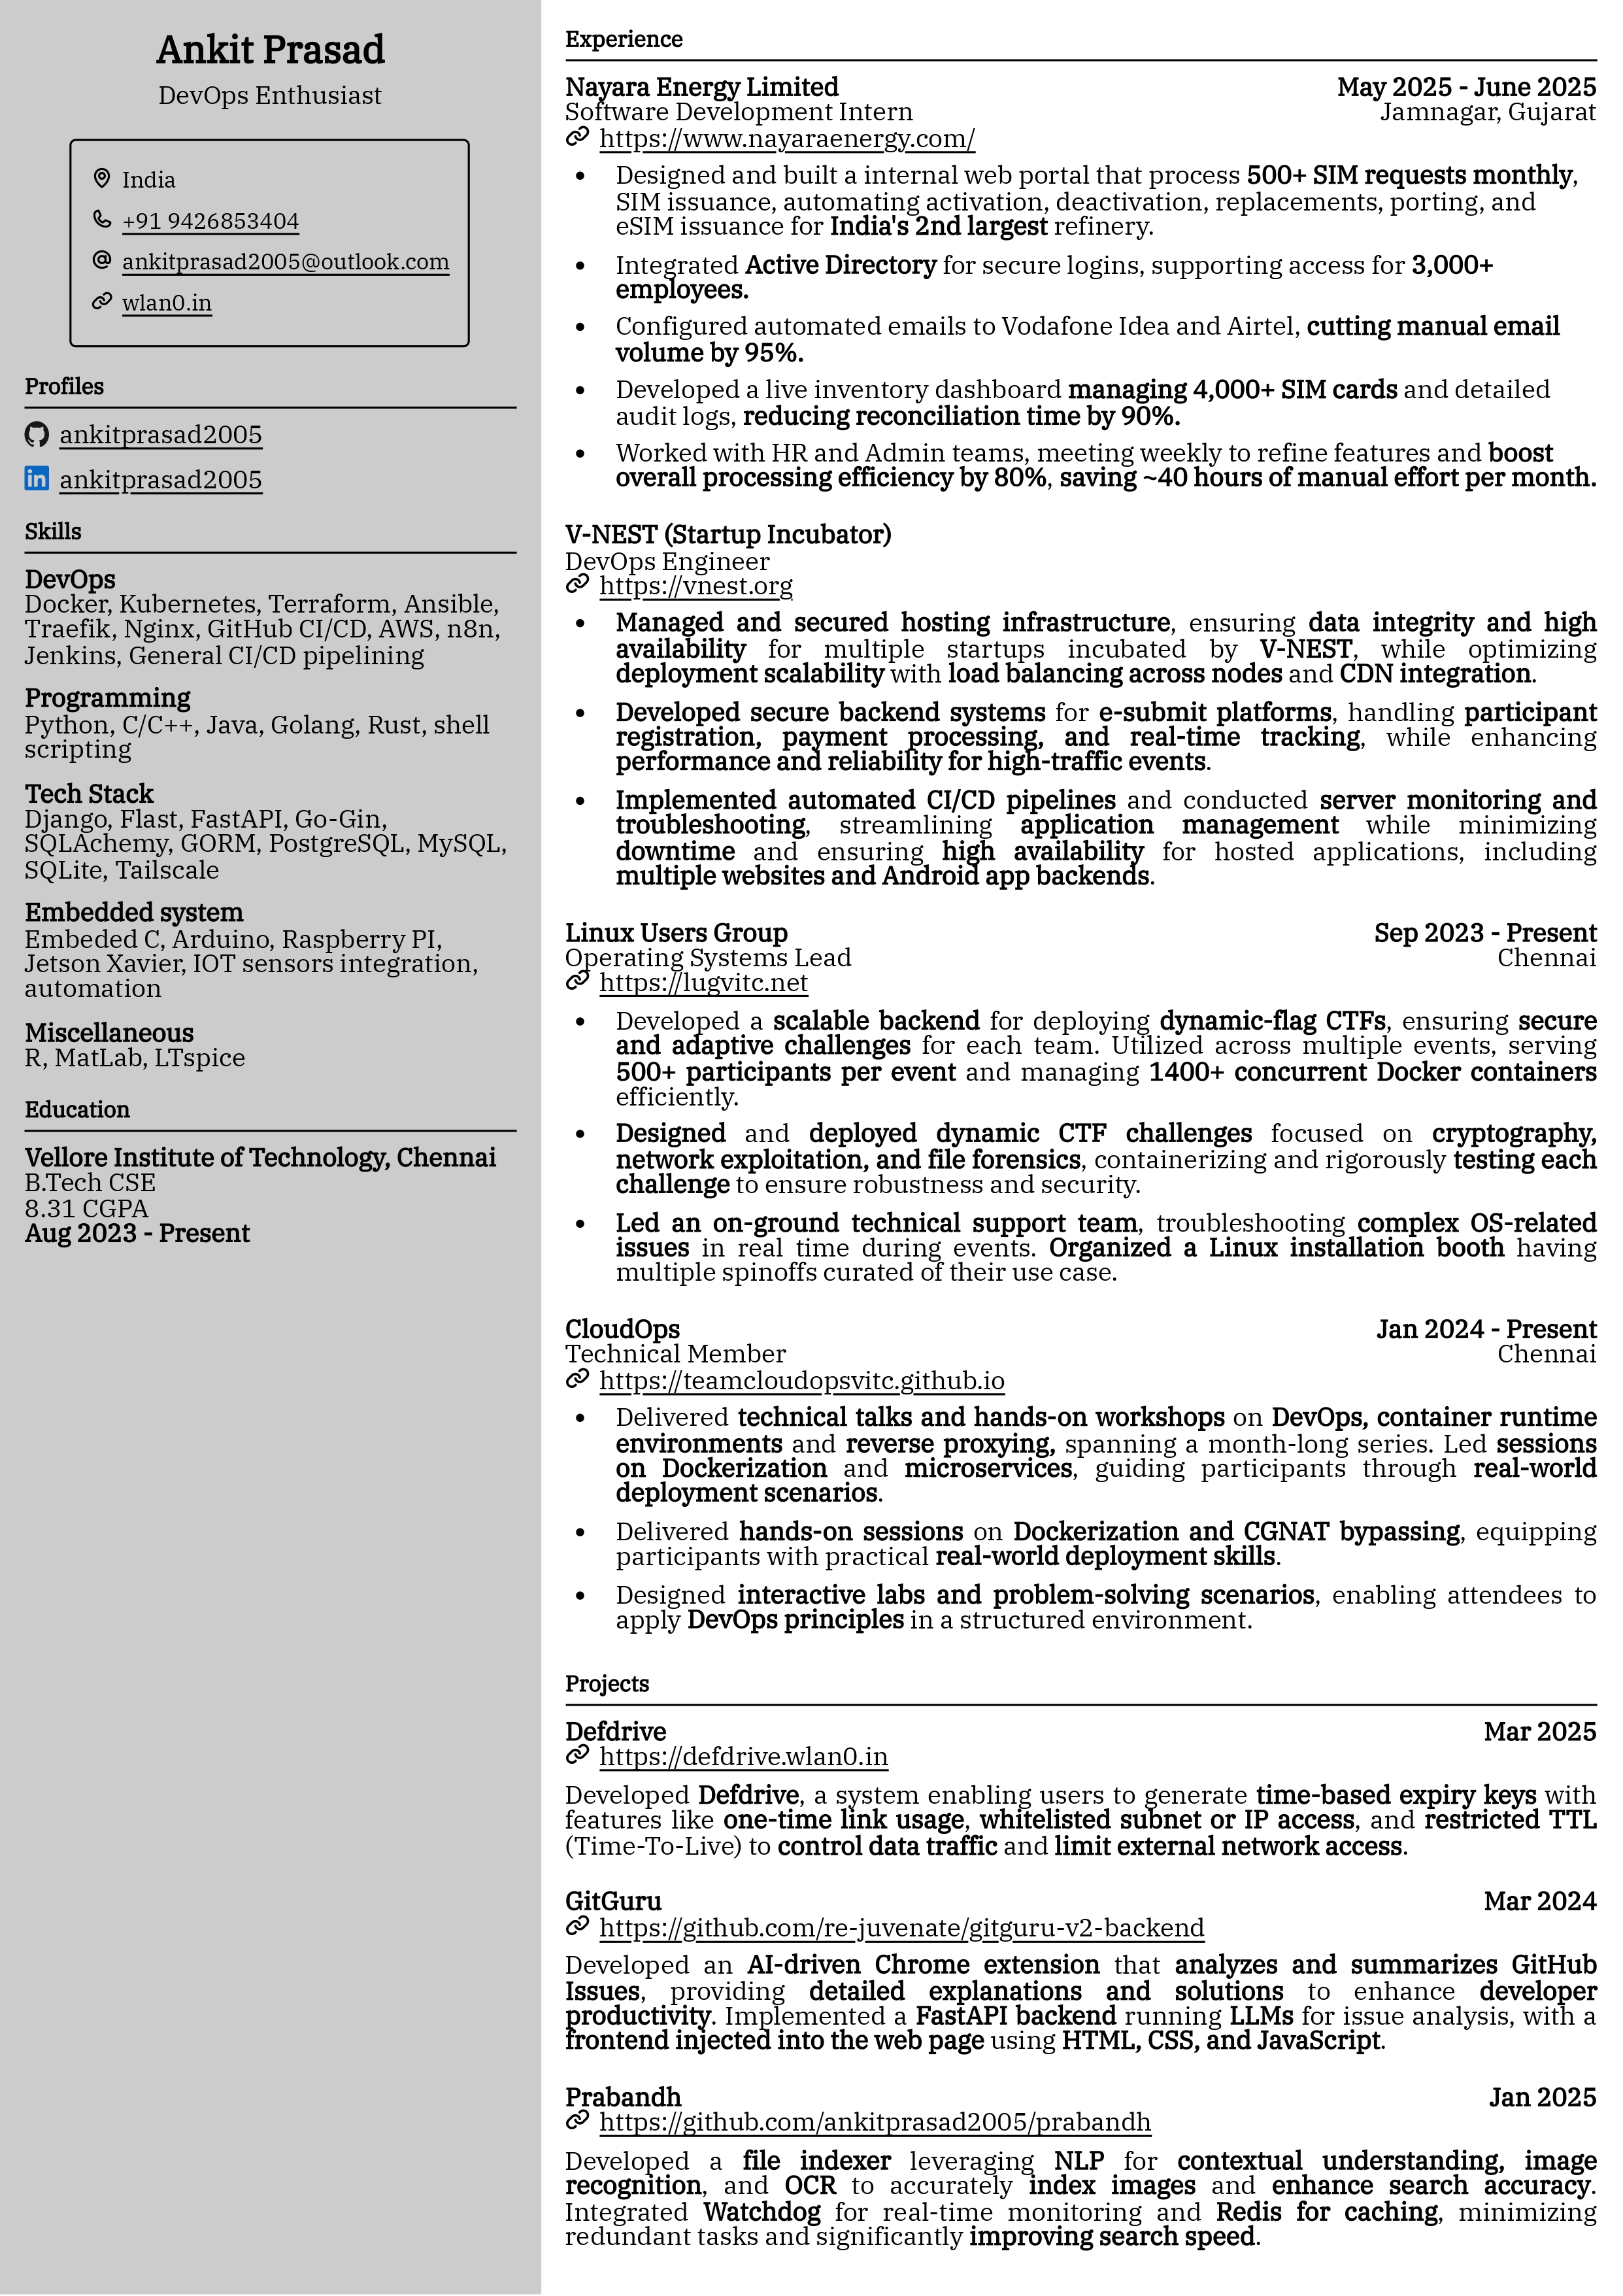 Ankit Prasad
DevOps Enthusiast
India
+91 9426853404
ankitprasad2005@outlook.com
wlan0.in
Profiles
ankitprasad2005
ankitprasad2005
Skills
DevOps
Docker, Kubernetes, Terraform, Ansible,
Traefik, Nginx, GitHub CI/CD, AWS, n8n,
Jenkins, General CI/CD pipelining
Programming
Python, C/C++, Java, Golang, Rust, shell
scripting
Tech Stack
Django, Flast, FastAPI, Go-Gin,
SQLAchemy, GORM, PostgreSQL, MySQL,
SQLite, Tailscale
Embedded system
Embeded C, Arduino, Raspberry PI,
Jetson Xavier, IOT sensors integration,
automation
Miscellaneous
R, MatLab, LTspice
Education
Vellore Institute of Technology, Chennai
B.Tech CSE
8.31 CGPA
Aug 2023 - Present
Experience
Nayara Energy Limited May 2025 - June 2025
Software Development Intern Jamnagar, Gujarat
https://www.nayaraenergy.com/
• Designed and built a internal web portal that process 500+ SIM requests monthly,
SIM issuance, automating activation, deactivation, replacements, porting, and
eSIM issuance for India's 2nd largest refinery.
• Integrated Active Directory for secure logins, supporting access for 3,000+
employees.
• Configured automated emails to Vodafone Idea and Airtel, cutting manual email
volume by 95%.
• Developed a live inventory dashboard managing 4,000+ SIM cards and detailed
audit logs, reducing reconciliation time by 90%.
• Worked with HR and Admin teams, meeting weekly to refine features and boost
overall processing efficiency by 80%, saving ~40 hours of manual effort per month.
V-NEST (Startup Incubator)
DevOps Engineer
https://vnest.org
• Managed and secured hosting infrastructure, ensuring data integrity and high
availability for multiple startups incubated by V-NEST, while optimizing
deployment scalability with load balancing across nodes and CDN integration.
• Developed secure backend systems for e-submit platforms, handling participant
registration, payment processing, and real-time tracking, while enhancing
performance and reliability for high-traffic events.
• Implemented automated CI/CD pipelines and conducted server monitoring and
troubleshooting, streamlining application management while minimizing
downtime and ensuring high availability for hosted applications, including
multiple websites and Android app backends.
Linux Users Group Sep 2023 - Present
Operating Systems Lead Chennai
https://lugvitc.net
• Developed a scalable backend for deploying dynamic-flag CTFs, ensuring secure
and adaptive challenges for each team. Utilized across multiple events, serving
500+ participants per event and managing 1400+ concurrent Docker containers
efficiently.
• Designed and deployed dynamic CTF challenges focused on cryptography,
network exploitation, and file forensics, containerizing and rigorously testing each
challenge to ensure robustness and security.
• Led an on-ground technical support team, troubleshooting complex OS-related
issues in real time during events. Organized a Linux installation booth having
multiple spinoffs curated of their use case.
CloudOps Jan 2024 - Present
Technical Member Chennai
https://teamcloudopsvitc.github.io
• Delivered technical talks and hands-on workshops on DevOps, container runtime
environments and reverse proxying, spanning a month-long series. Led sessions
on Dockerization and microservices, guiding participants through real-world
deployment scenarios.
• Delivered hands-on sessions on Dockerization and CGNAT bypassing, equipping
participants with practical real-world deployment skills.
• Designed interactive labs and problem-solving scenarios, enabling attendees to
apply DevOps principles in a structured environment.
Projects
Defdrive Mar 2025
https://defdrive.wlan0.in
Developed Defdrive, a system enabling users to generate time-based expiry keys with
features like one-time link usage, whitelisted subnet or IP access, and restricted TTL
(Time-To-Live) to control data traffic and limit external network access.
GitGuru Mar 2024
https://github.com/re-juvenate/gitguru-v2-backend
Developed an AI-driven Chrome extension that analyzes and summarizes GitHub
Issues, providing detailed explanations and solutions to enhance developer
productivity. Implemented a FastAPI backend running LLMs for issue analysis, with a
frontend injected into the web page using HTML, CSS, and JavaScript.
Prabandh Jan 2025
https://github.com/ankitprasad2005/prabandh
Developed a file indexer leveraging NLP for contextual understanding, image
recognition, and OCR to accurately index images and enhance search accuracy.
Integrated Watchdog for real-time monitoring and Redis for caching, minimizing
redundant tasks and significantly improving search speed.